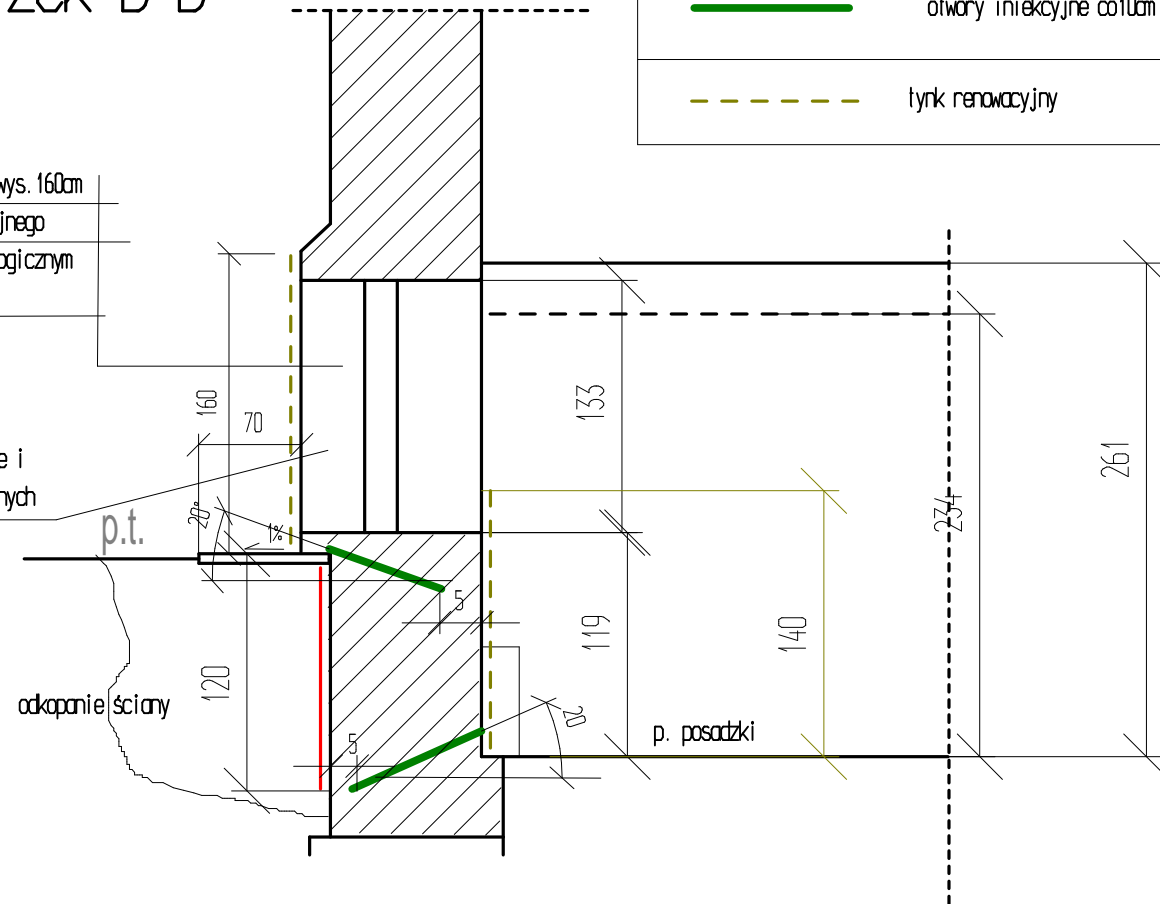 otwory iniekcyjne co10cm
tynk renowacyjny
wys. 160cm
jnego
ogicznym
160
70
133
261
e i
nych
234
20°
1%
p.t.
5
119
140
120
odkopanie ściany
20
p. posadzki
5